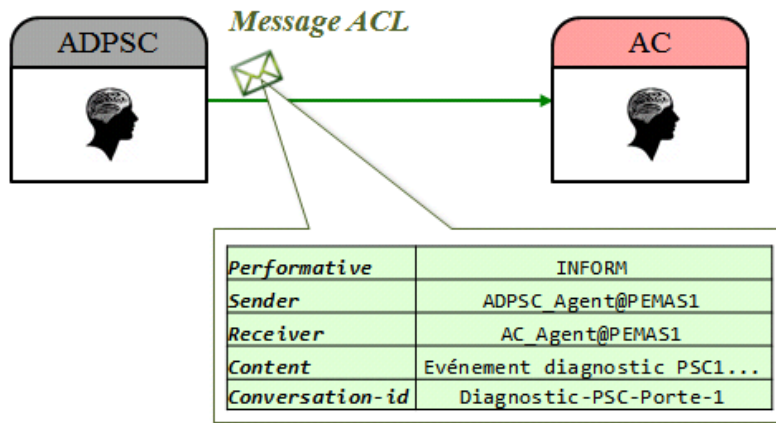 Message ACL
ADPSC
AC
Performative INFORM
Sender ADPSC_Agent@PEMAS1
Receiver AC_Agent@PEMAS1
Content Evénement diagnostic PSC1...
Conversation-id Diagnostic-PSC-Porte-1